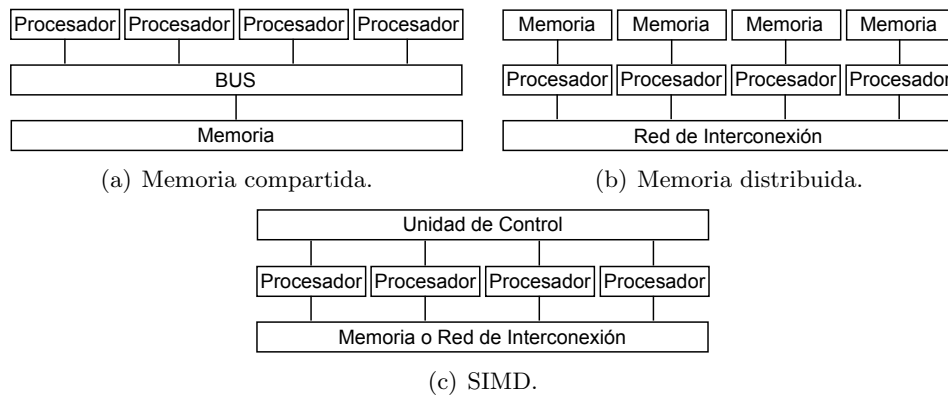 Procesador Procesador Procesador Procesador
BUS
Memoria
(a) Memoria compartida.
Memoria Memoria Memoria Memoria
Procesador Procesador Procesador Procesador
Red de Interconexión
(b) Memoria distribuida.
Unidad de Control
Procesador Procesador Procesador Procesador
Memoria o Red de Interconexión
(c) SIMD.